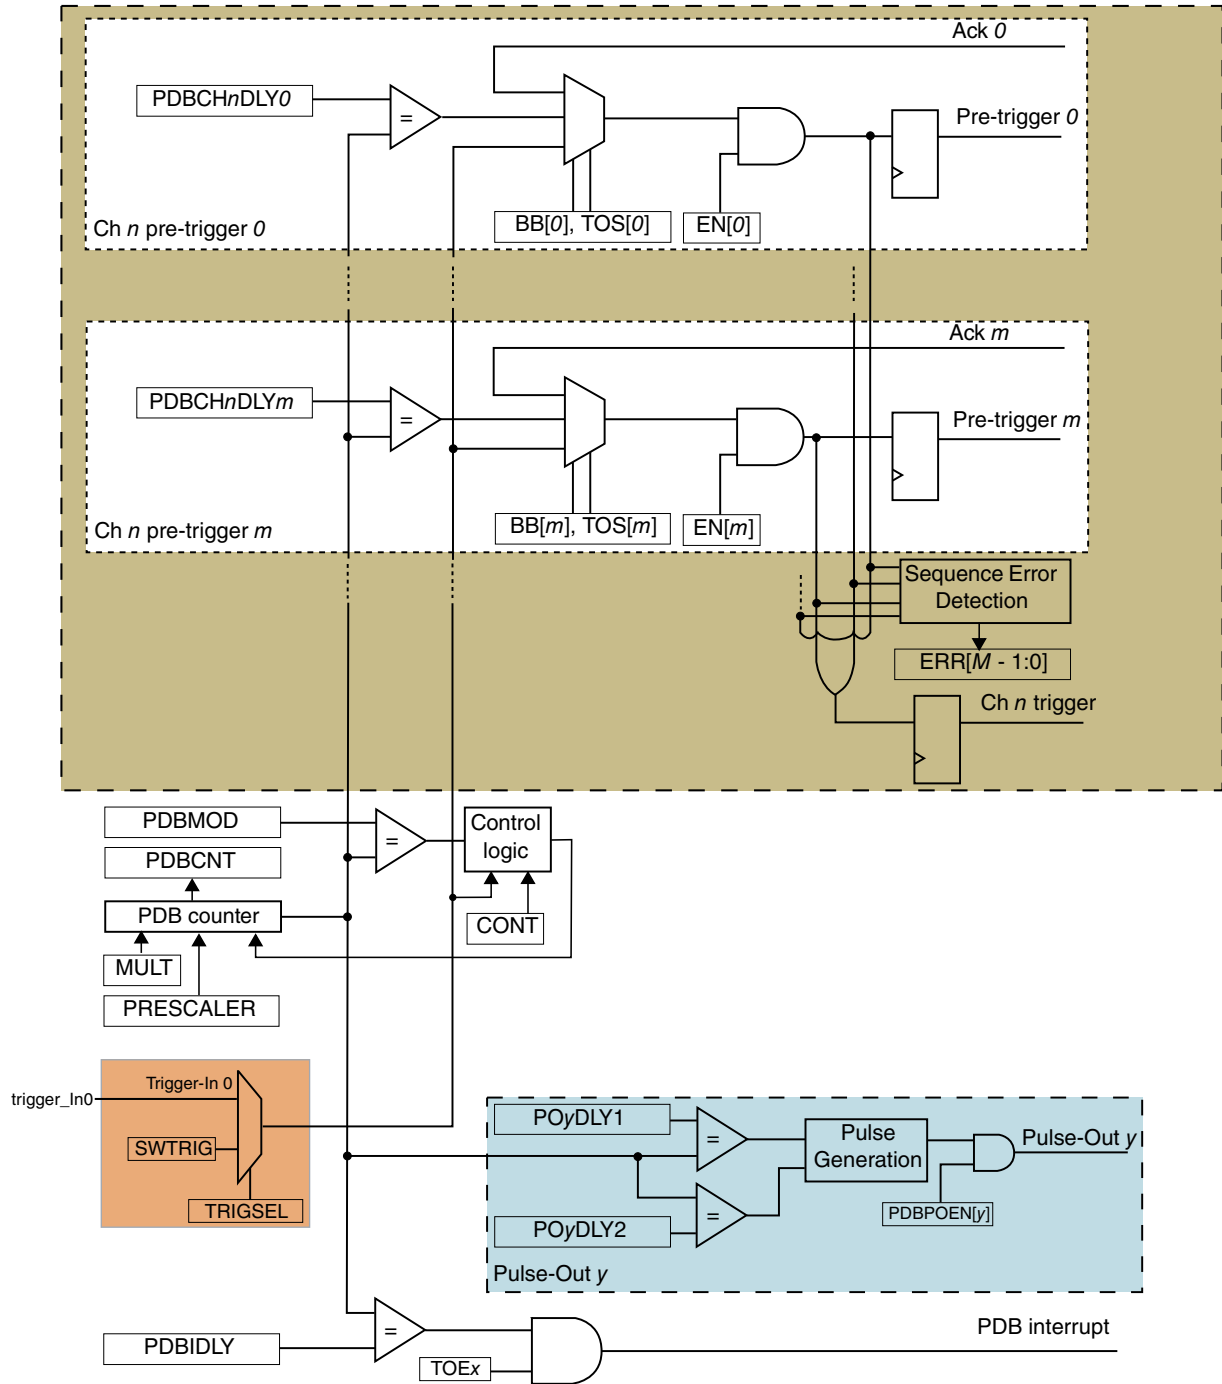 Ack 0
PDBCHnDLY0
=
Pre-trigger 0
BB[0], TOS[0]
EN[0]
Ch n pre-trigger 0
Ack m
PDBCHnDLYm
=
Pre-trigger m
BB[m], TOS[m]
EN[m]
Ch n pre-trigger m
Sequence Error
Detection
ERR[M - 1:0]
Ch n trigger
PDBMOD
=
Control
logic
PDBCNT
PDB counter
CONT
MULT
PRESCALER
trigger_In0
Trigger-In 0
SWTRIG
TRIGSEL
POyDLY1
=
Pulse
Generation
Pulse-Out y
PDBPOEN[y]
POyDLY2
=
Pulse-Out y
PDBIDLY
=
TOEx
PDB interrupt